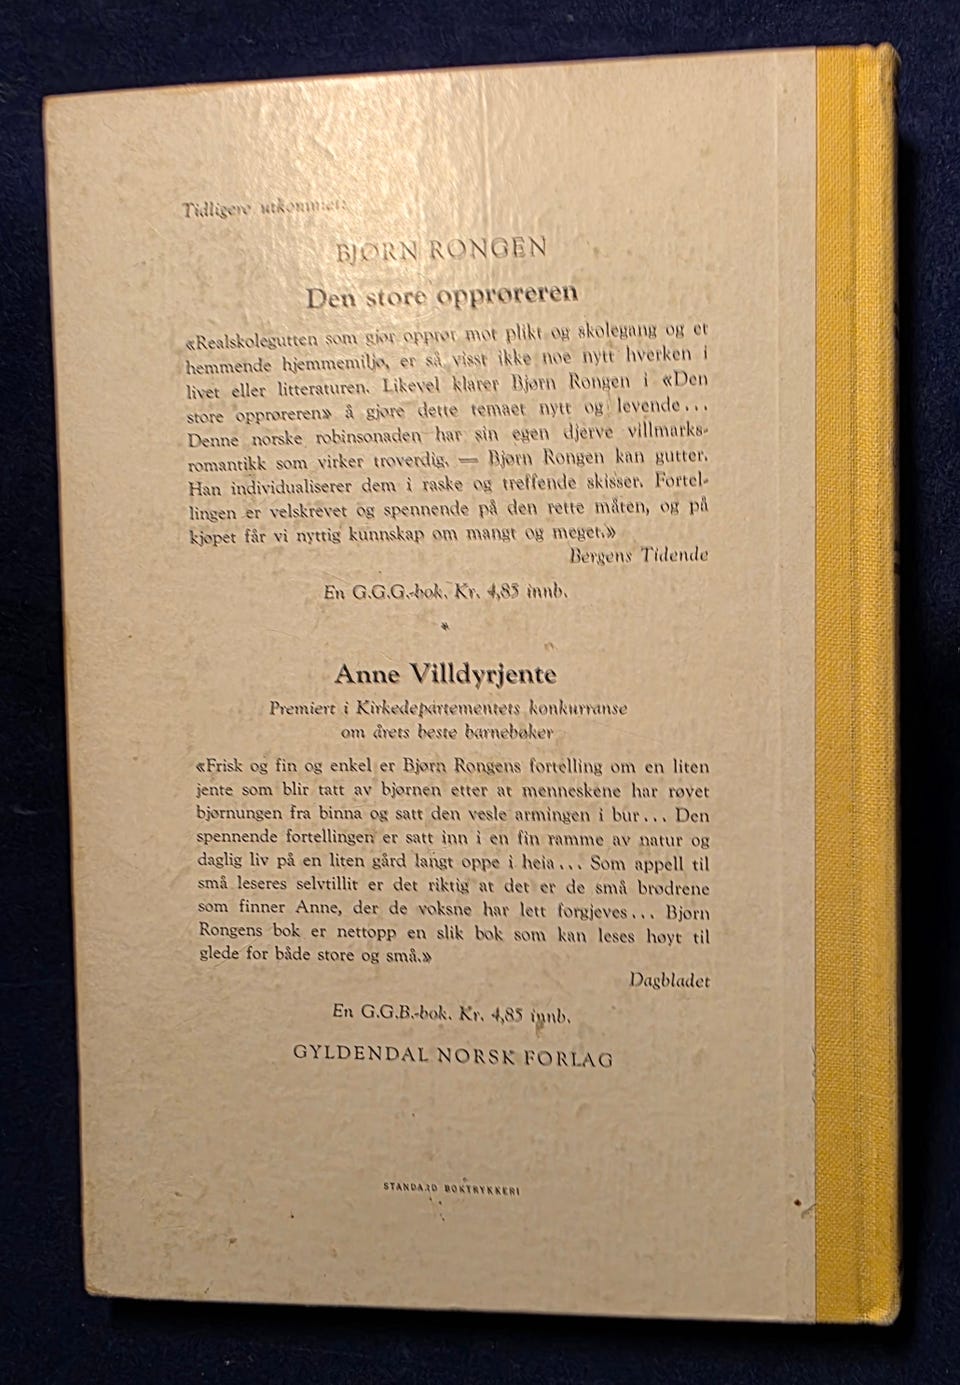 Tidligere utkommet:
BJØRN RONGEN
Den store opprøreren
«Realskolegutten som gjør opprør mot plikt og skolegang og et
hemmende hjemmemiljø, er så visst ikke noe nytt hverken i
livet eller litteraturen. Likevel klarer Bjørn Rongen i «Den
store opprøreren» å gjøre dette temaet nytt og levende...
Denne norske robinsonaden har sin egen djerve villmarks-
romantikk som virker troverdig. — Bjørn Rongen kan gutter.
Han individualiserer dem i raske og treffende skisser. Fortel-
lingen er velskrevet og spennende på den rette måten, og på
kjøpet får vi nyttig kunnskap om mangt og meget.»
Bergens Tidende
En G.G.G.-bok. Kr. 4,85 innb.
*
Anne Villdyrjente
Premiert i Kirkedepartementets konkurranse
om årets beste barnebøker
«Frisk og fin og enkel er Bjørn Rongens fortelling om en liten
jente som blir tatt av bjørnen etter at menneskene har røvet
bjørnungen fra binna og satt den vesle armingen i bur... Den
spennende fortellingen er satt inn i en fin ramme av natur og
daglig liv på en liten gård langt oppe i heia... Som appell til
små leseres selvtillit er det riktig at det er de små brødrene
som finner Anne, der de voksne har lett forgjeves... Bjørn
Rongens bok er nettopp en slik bok som kan leses høyt til
glede for både store og små.»
Dagbladet
En G.G.B.-bok. Kr. 4,85 innb.
GYLDENDAL NORSK FORLAG
STANDARD BOKTRYKKERI